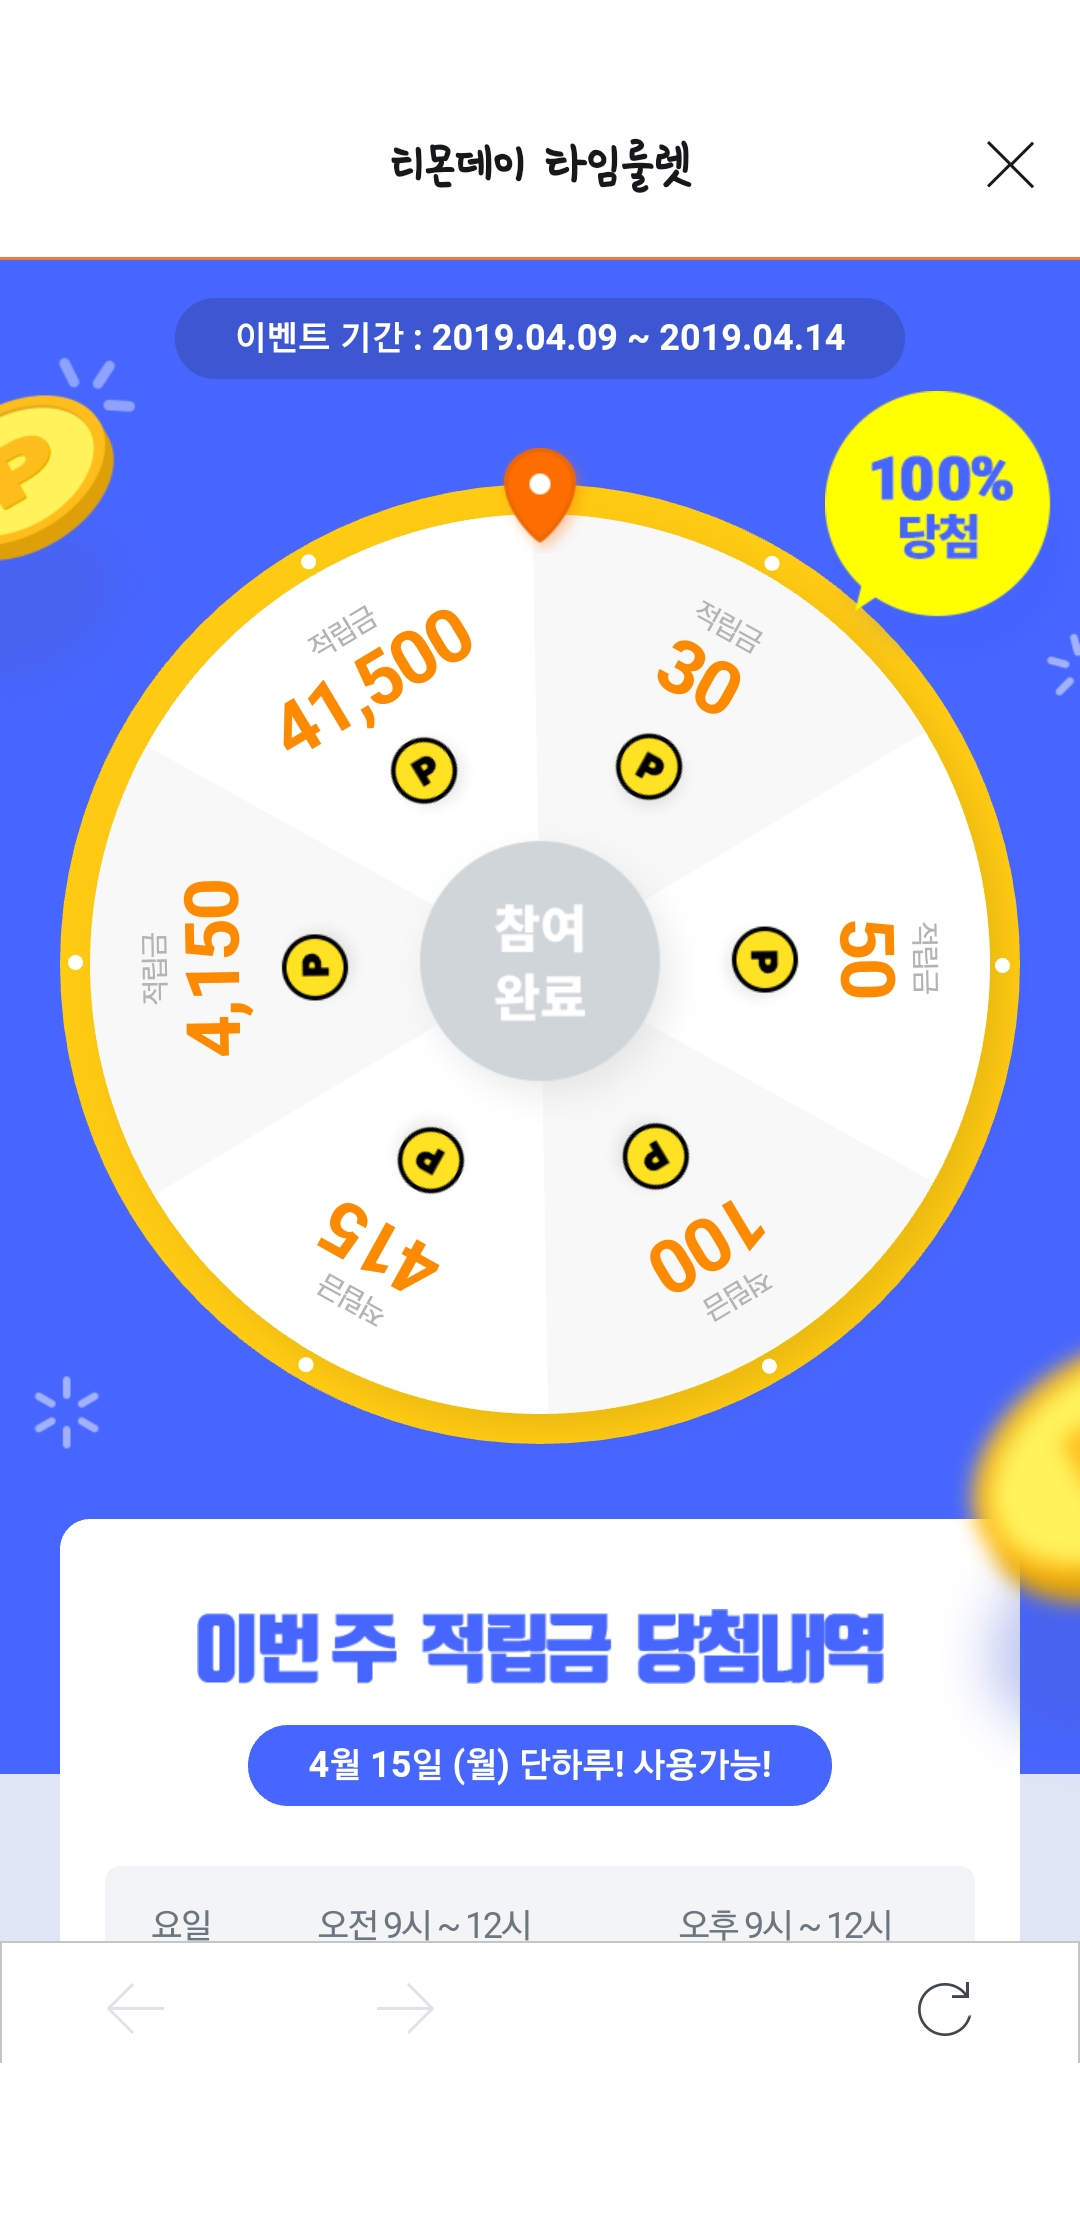 티몬데이 타임룰렛
이벤트 기간 : 2019.04.09 ~ 2019.04.14
100%
당첨
적립금
41,500
P
적립금
30
P
적립금
4,150
P
참여
완료
P
50
적립금
P
415
적립금
P
100
적립금
이번 주 적립금 당첨내역
4월 15일 (월) 단하루! 사용가능!
요일 오전 9시 ~ 12시 오후 9시 ~ 12시